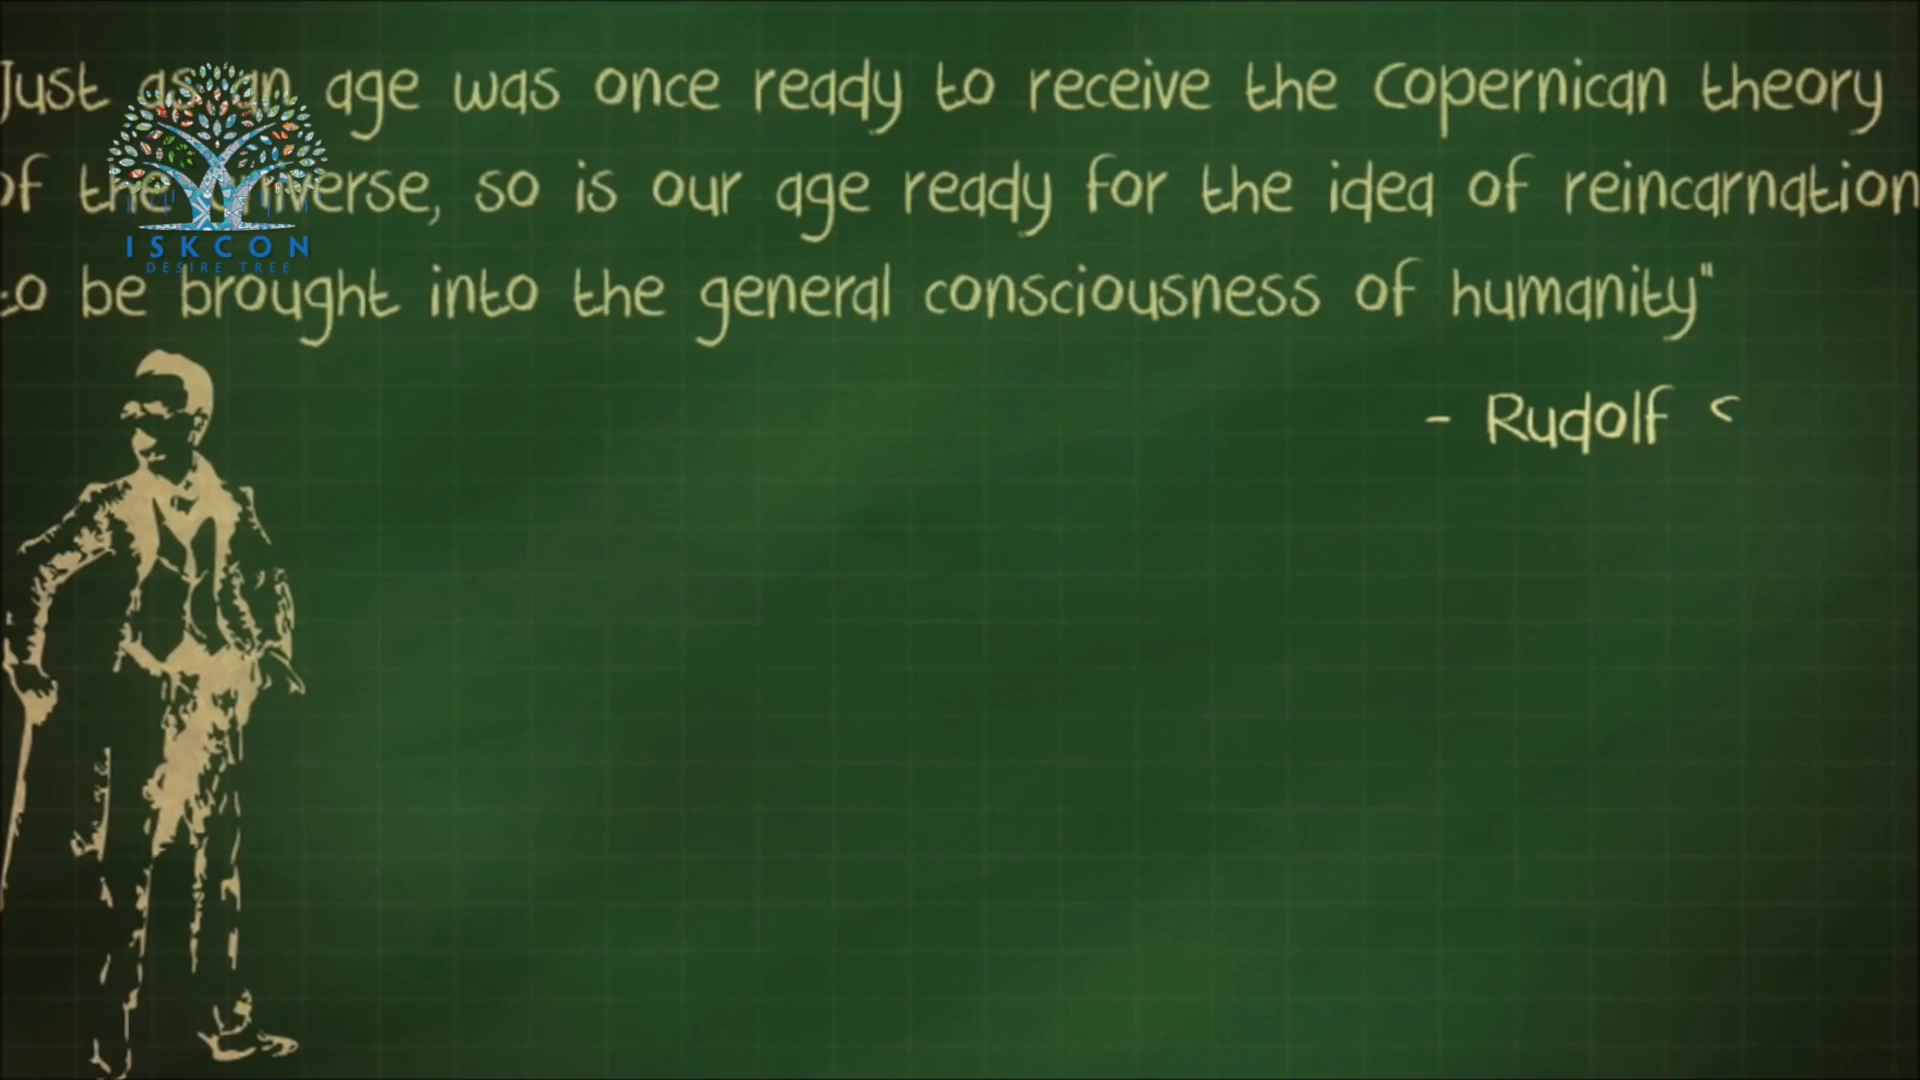 Just as an age was once ready to receive the Copernican theory
of the universe, so is our age ready for the idea of reincarnation
to be brought into the general consciousness of humanity"
- Rudolf
ISKCON
DESIRE TREE